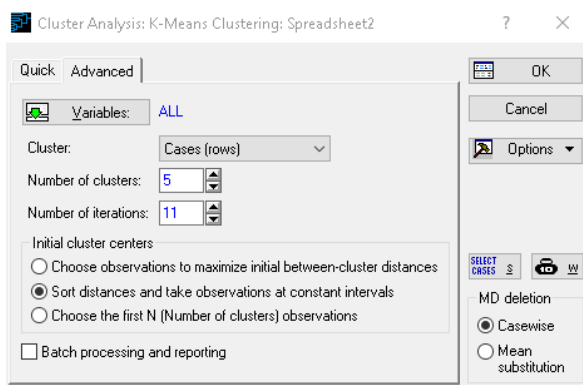 Cluster Analysis: K-Means Clustering: Spreadsheet2 ? ×
Quick Advanced
Variables: ALL
Cluster: Cases (rows)
Number of clusters: 5
Number of iterations: 11
Initial cluster centers
Choose observations to maximize initial between-cluster distances
Sort distances and take observations at constant intervals
Choose the first N (Number of clusters) observations
Batch processing and reporting
OK
Cancel
Options
SELECT
CASES S W
MD deletion
Casewise
Mean
substitution